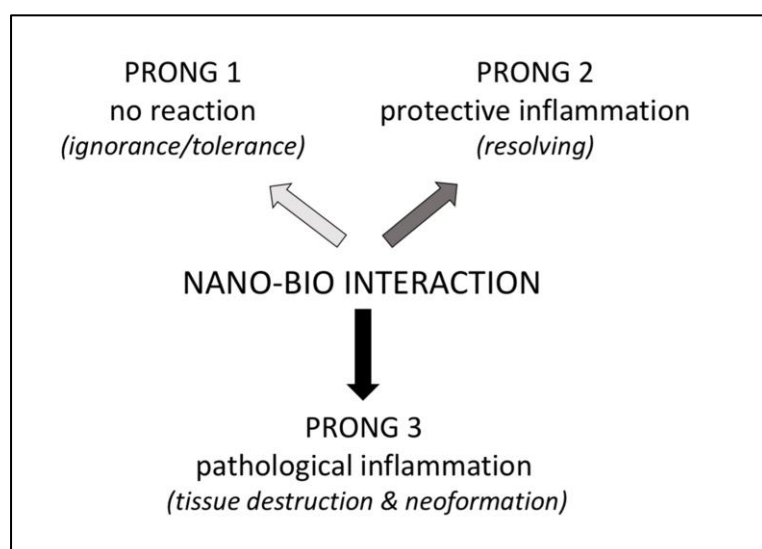 PRONG 1
no reaction
(ignorance/tolerance)
PRONG 2
protective inflammation
(resolving)
NANO-BIO INTERACTION
PRONG 3
pathological inflammation
(tissue destruction & neoformation)